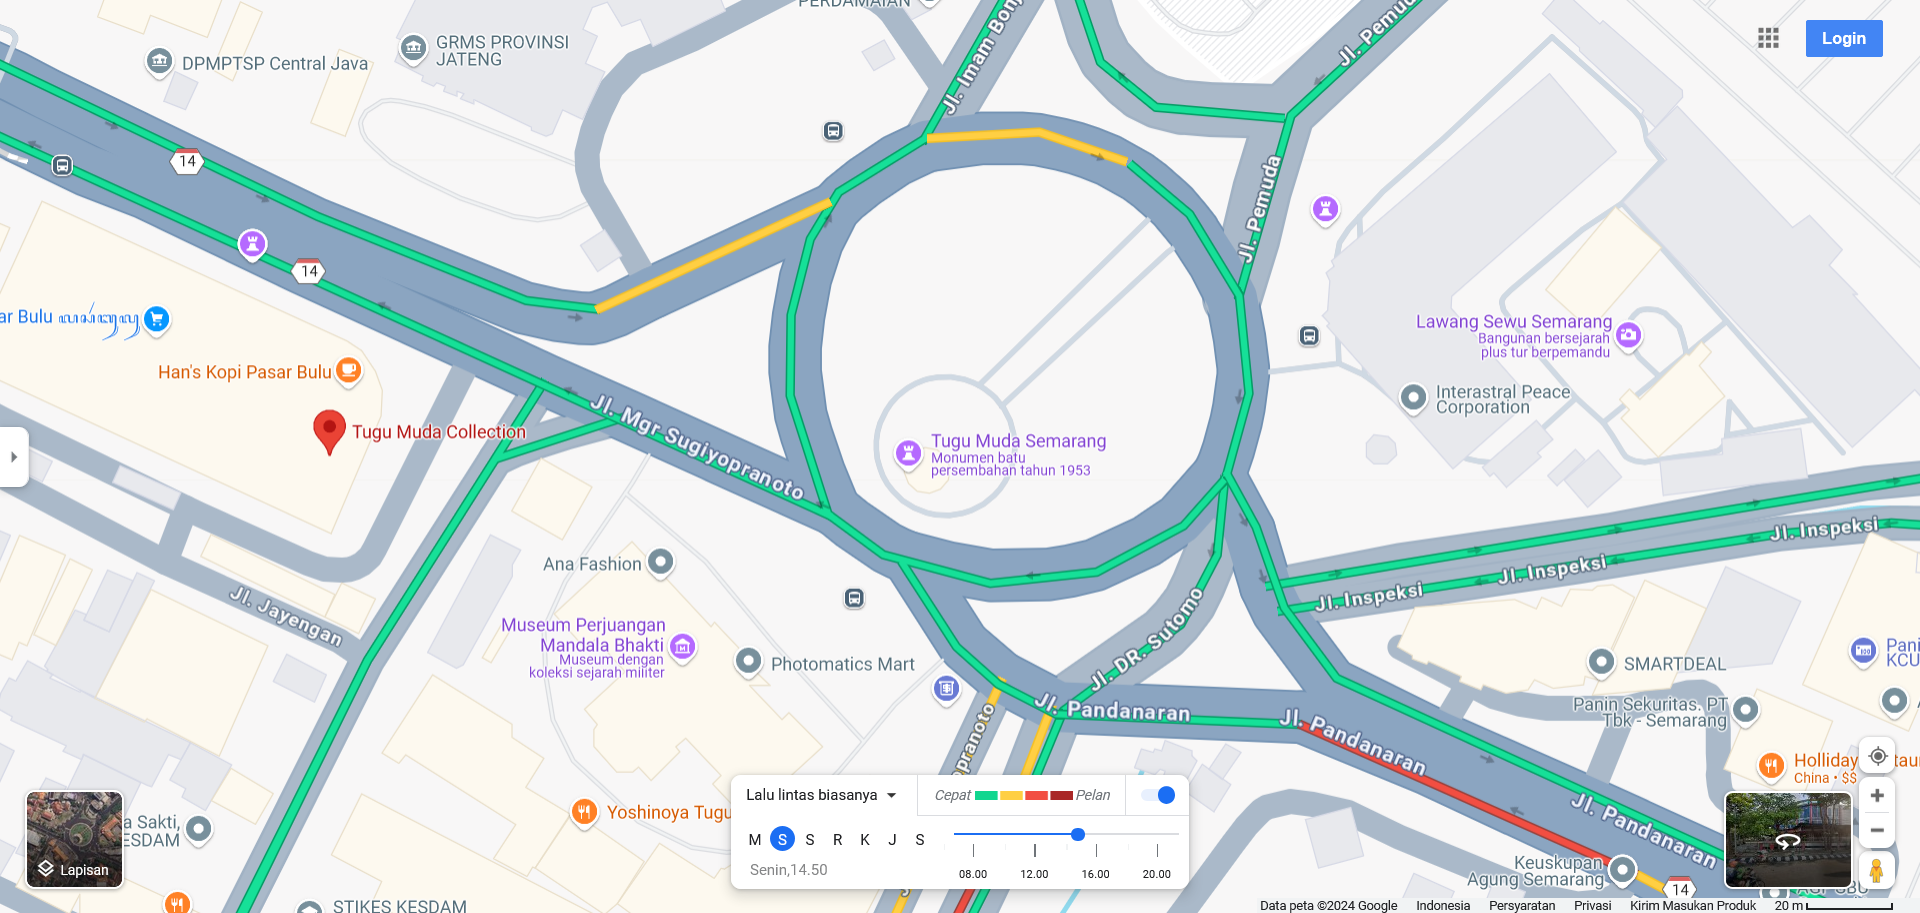 PERDAMAIAN
GRMS PROVINSI
JATENG
DPMPTSP Central Java
Login
Jl. Imam Bonj
Jl. Pemuda
14
Jl. Pemuda
14
ar Bulu
Han's Kopi Pasar Bulu
Tugu Muda Collection
Jl. Mgr Sugiyopranoto
Tugu Muda Semarang
Monumen batu
persembahan tahun 1953
Lawang Sewu Semarang
Bangunan bersejarah
plus tur berpemandu
Interastral Peace
Corporation
Jl. Inspeksi
Jl. Inspeksi
Jl. Inspeksi
Ana Fashion
Jl. Jayengan
Museum Perjuangan
Mandala Bhakti
Museum dengan
koleksi sejarah militer
Photomatics Mart
Jl. DR. Sutomo
Jl. Pandanaran
Jl. Pandanaran
Jl. Pandanaran
opranoto
SMARTDEAL
Pani
KCU
Panin Sekuritas. PT
Tbk - Semarang
Holliday
taur
China • $$
Yoshinoya Tugu
a Sakti,
ESDAM
STIKES KESDAM
Keuskupan
Agung Semarang
14
Lapisan
Lalu lintas biasanya
Cepat
Pelan
M S S R K J S
Senin,14.50
08.00 12.00 16.00 20.00
Data peta ©2024 Google Indonesia Persyaratan Privasi Kirim Masukan Produk 20 m